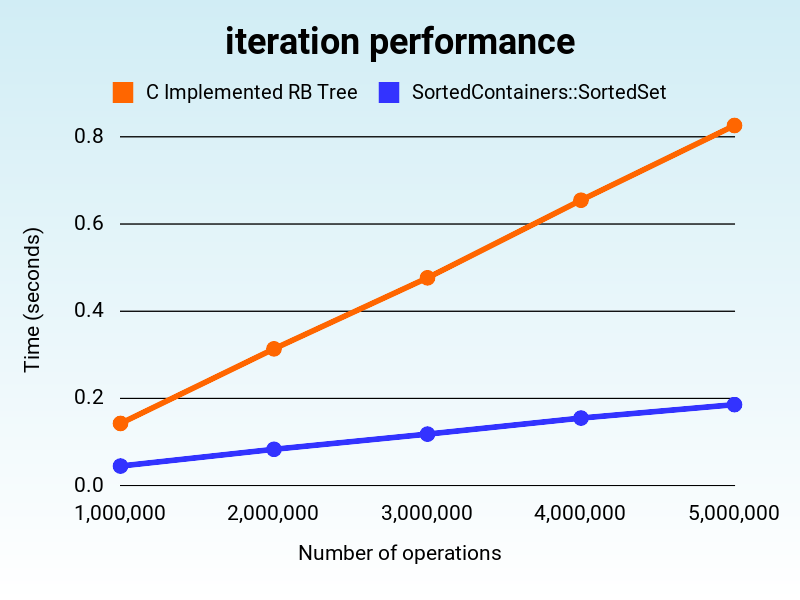 iteration performance
C Implemented RB Tree SortedContainers::SortedSet
0.8
0.6
0.4
0.2
0.0
Time (seconds)
1,000,000 2,000,000 3,000,000 4,000,000 5,000,000
Number of operations